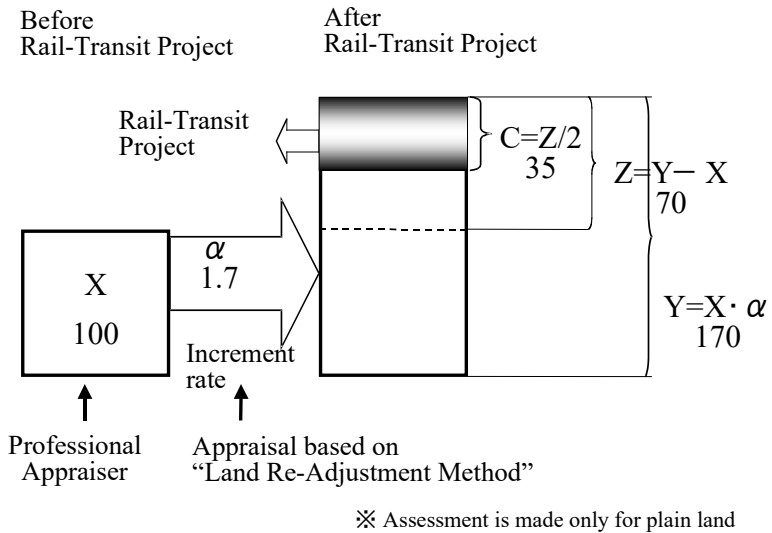 Before
Rail-Transit Project
After
Rail-Transit Project
Rail-Transit
Project
C=Z/2
35
Z=Y− X
70
α
1.7
X
100
Y=X· α
170
Increment
rate
Professional
Appraiser
Appraisal based on
“Land Re-Adjustment Method”
※ Assessment is made only for plain land